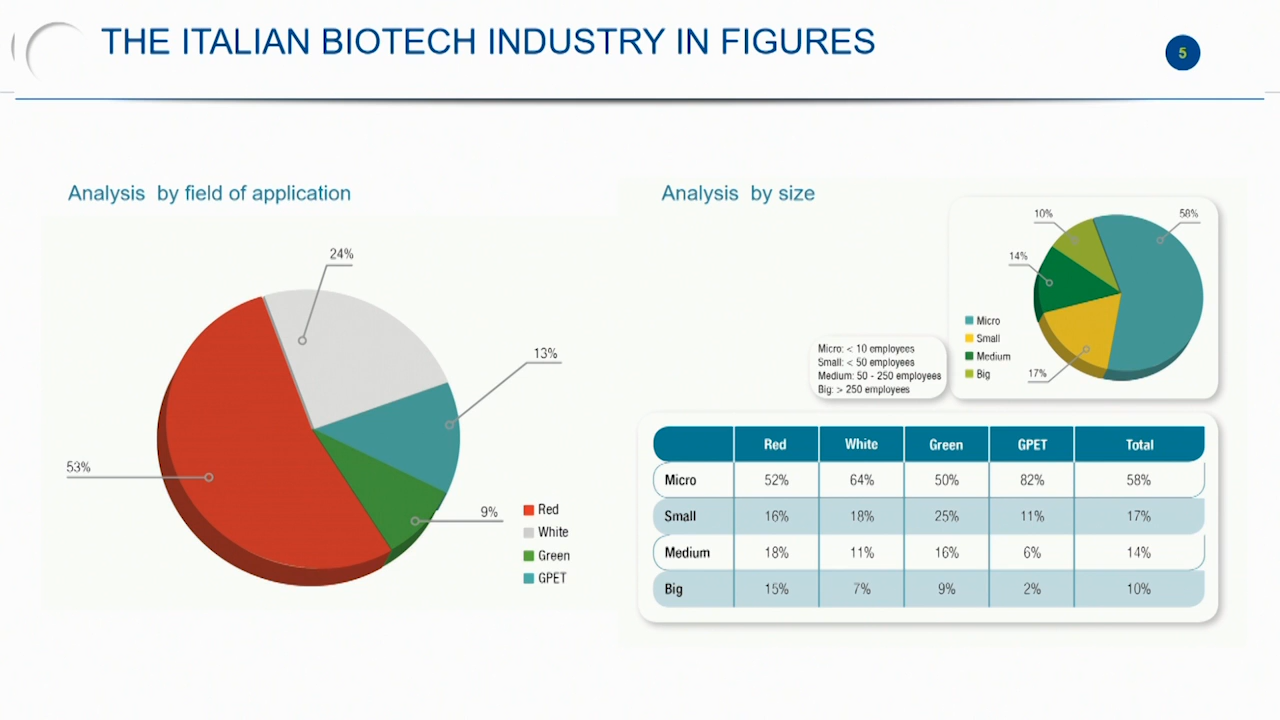 THE ITALIAN BIOTECH INDUSTRY IN FIGURES
5
Analysis by field of application
24%
13%
53%
9%
Red
White
Green
GPET
Analysis by size
10%
58%
14%
17%
Micro
Small
Medium
Big
Micro: < 10 employees
Small: < 50 employees
Medium: 50 - 250 employees
Big: > 250 employees
Red White Green GPET Total
Micro 52% 64% 50% 82% 58%
Small 16% 18% 25% 11% 17%
Medium 18% 11% 16% 6% 14%
Big 15% 7% 9% 2% 10%